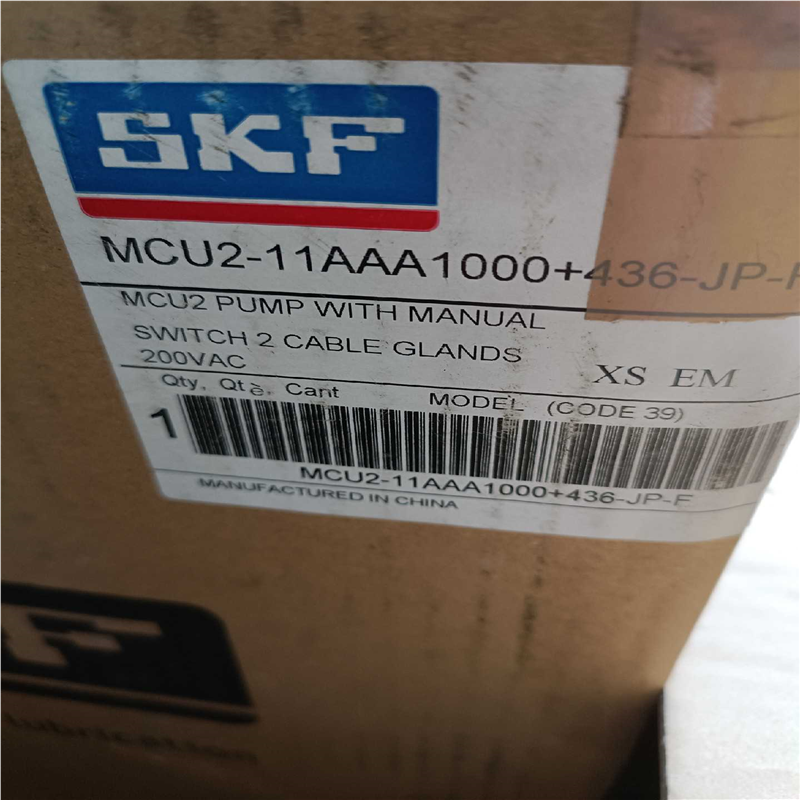 SKF
MCU2-11AAA1000+436-JP-F
MCU2 PUMP WITH MANUAL
SWITCH 2 CABLE GLANDS
200VAC
XS EM
Qty, Qtè, Cant
MODEL (CODE 39)
1
MCU2-11AAA1000+436-JP-F
MANUFACTURED IN CHINA
F
lubrication